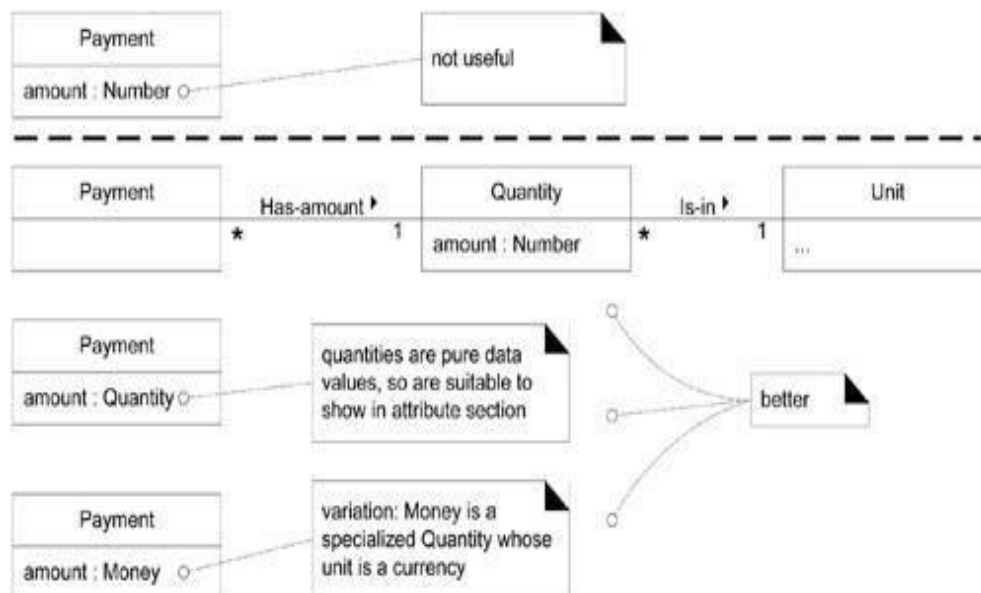 Payment
amount : Number
not useful
Payment
Has-amount
*
1
Quantity
amount : Number
Is-in
*
1
Unit
...
Payment
amount : Quantity
quantities are pure data
values, so are suitable to
show in attribute section
better
Payment
amount : Money
variation: Money is a
specialized Quantity whose
unit is a currency